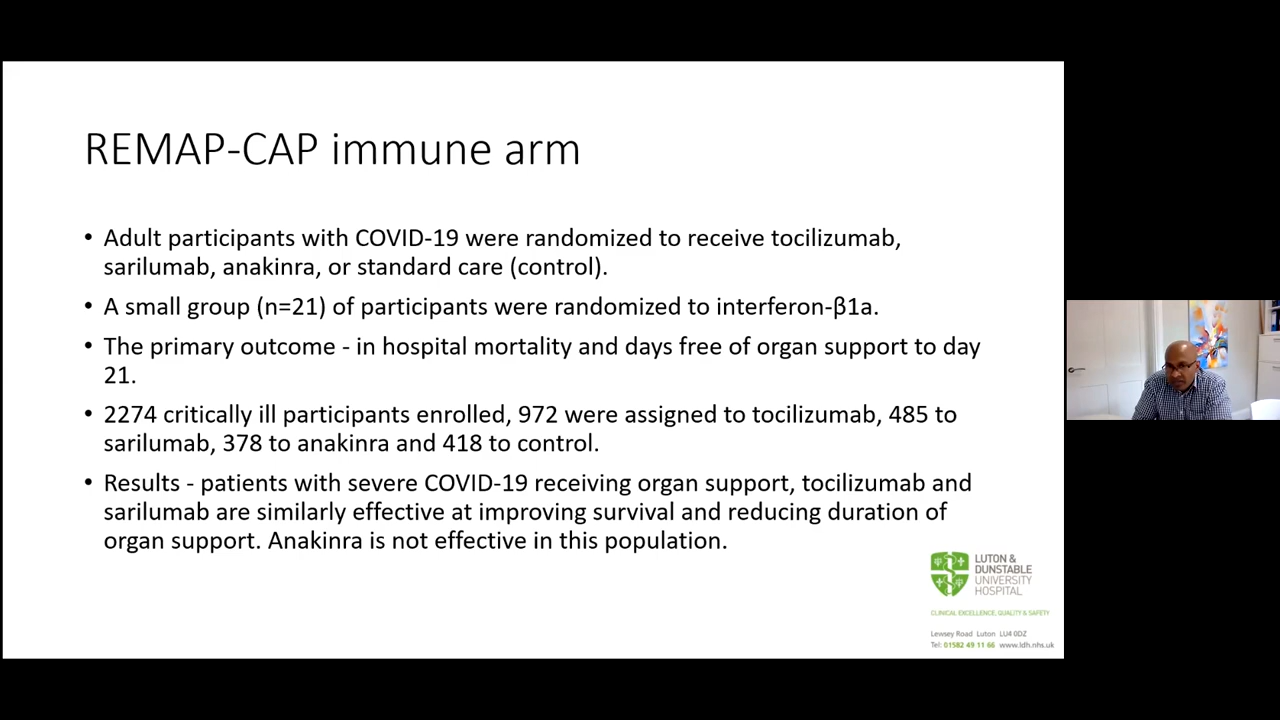 REMAP-CAP immune arm
• Adult participants with COVID-19 were randomized to receive tocilizumab,
sarilumab, anakinra, or standard care (control).
• A small group (n=21) of participants were randomized to interferon-β1a.
• The primary outcome - in hospital mortality and days free of organ support to day
21.
• 2274 critically ill participants enrolled, 972 were assigned to tocilizumab, 485 to
sarilumab, 378 to anakinra and 418 to control.
• Results - patients with severe COVID-19 receiving organ support, tocilizumab and
sarilumab are similarly effective at improving survival and reducing duration of
organ support. Anakinra is not effective in this population.
LUTON &
DUNSTABLE
UNIVERSITY
HOSPITAL
CLINICAL EXCELLENCE, QUALITY & SAFETY
Lewsey Road Luton LU4 0DZ
Tel: 01582 49 11 66 www.ldh.nhs.uk